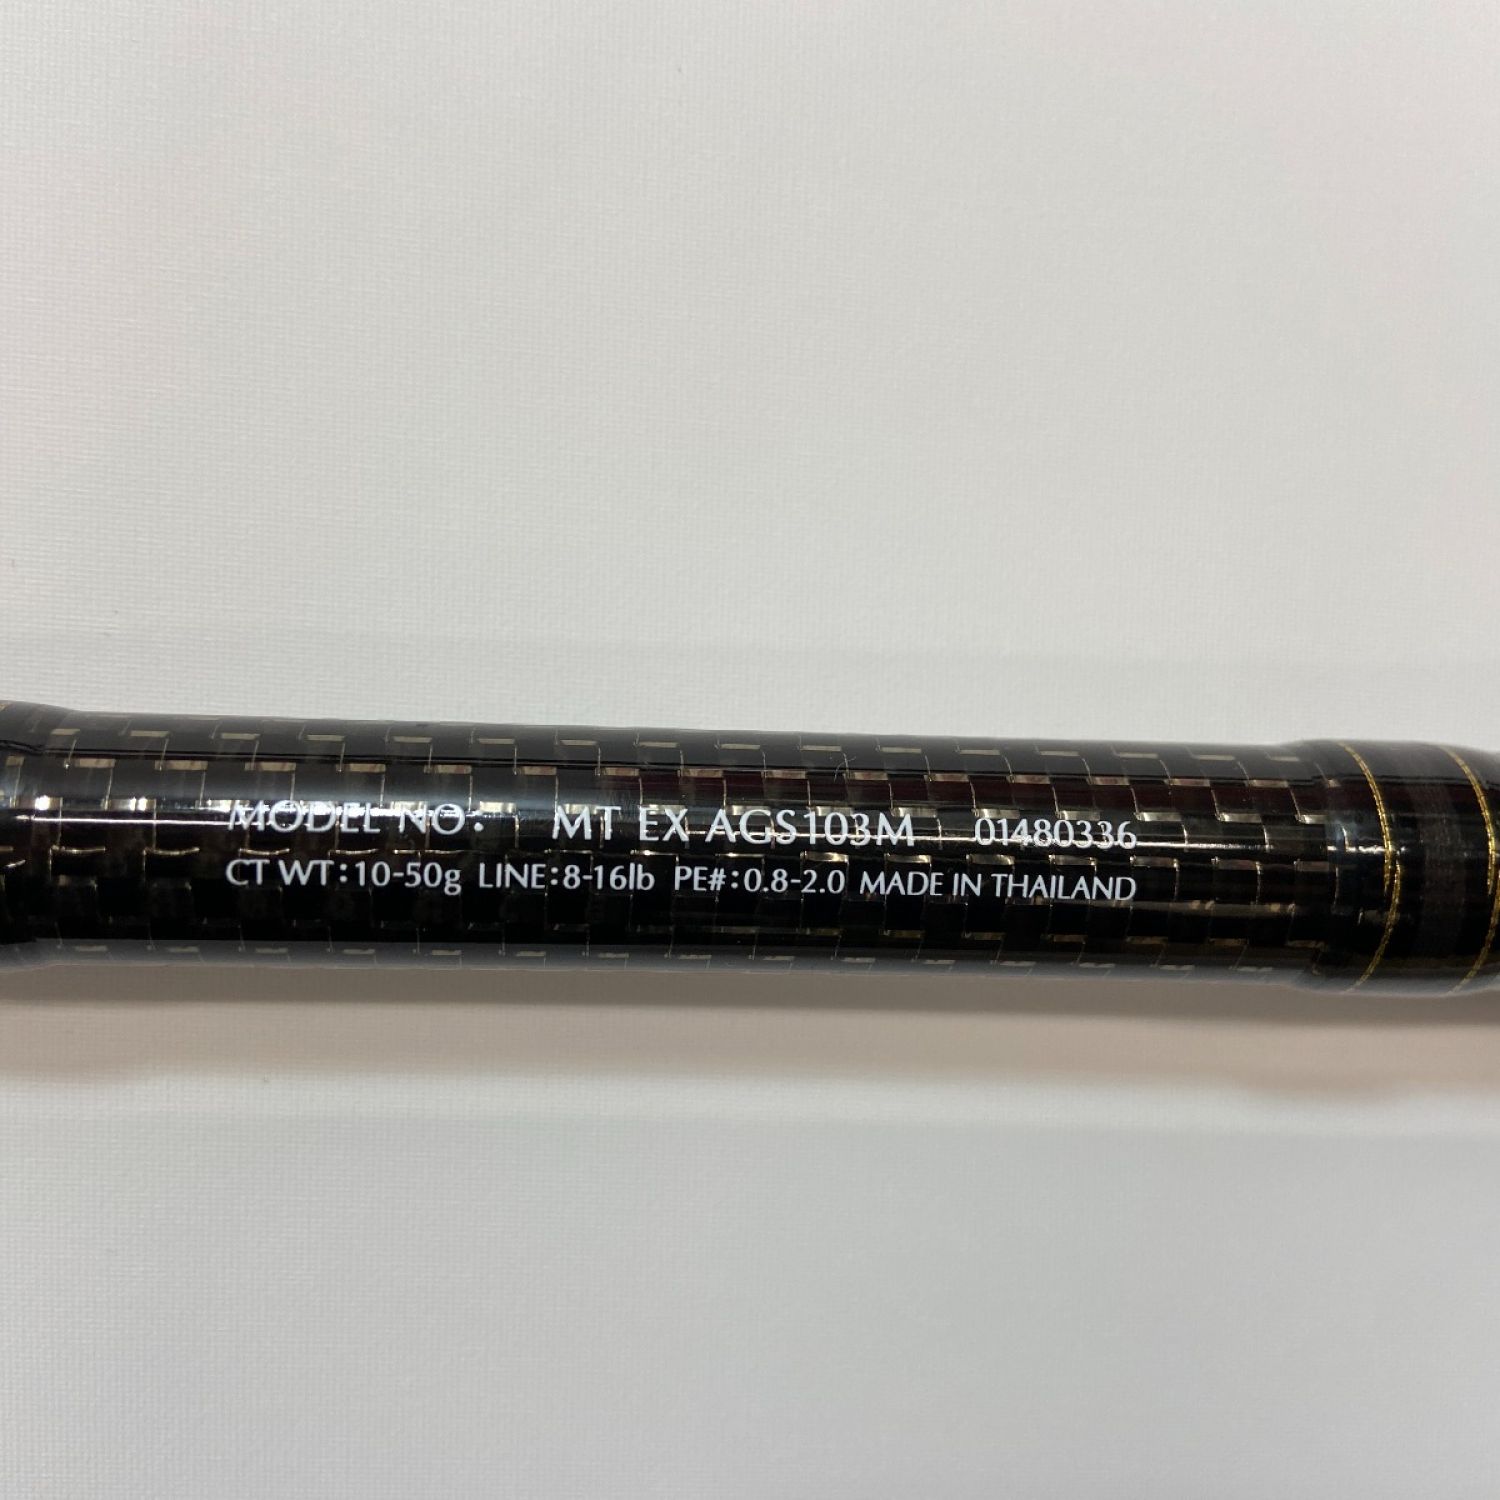 MODEL NO: MT EX AGS103M 01480336
CT WT:10-50g LINE:8-16lb PE#:0.8-2.0 MADE IN THAILAND